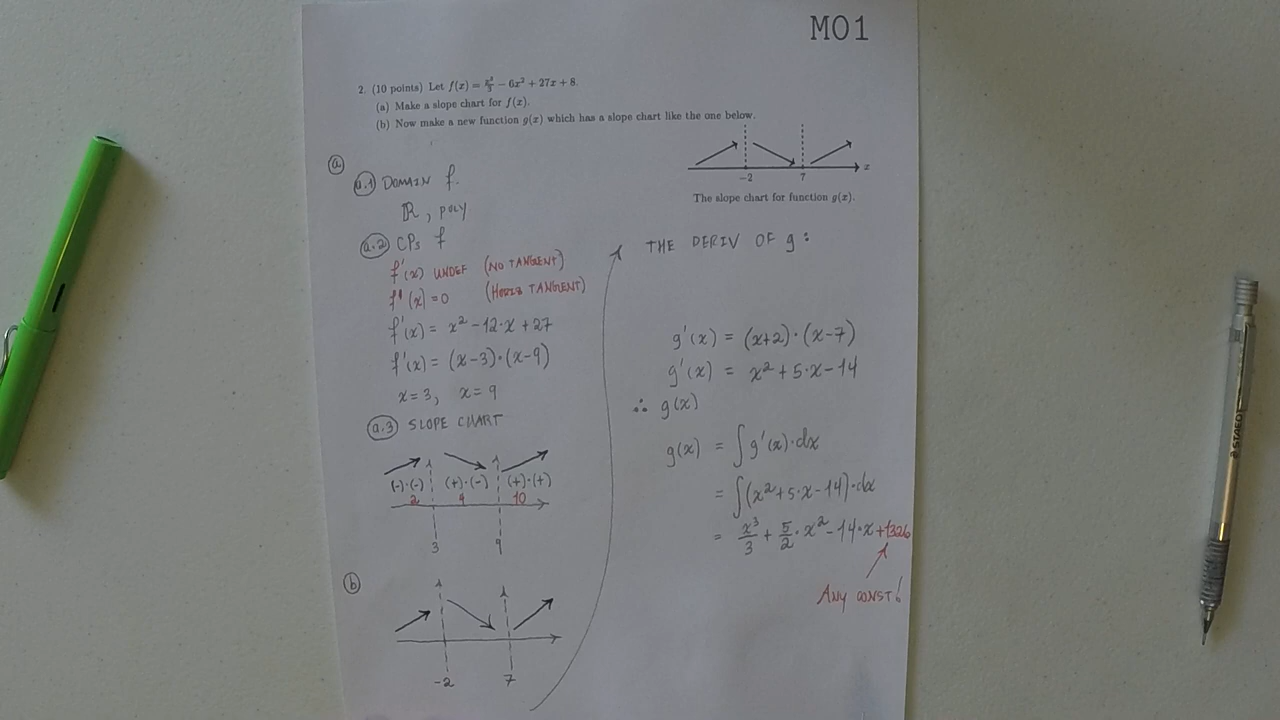 M01
2. (10 points) Let f(x) = x³/3 − 6x² + 27x + 8.
(a) Make a slope chart for f(x).
(b) Now make a new function g(x) which has a slope chart like the one below.
−2 7 x
The slope chart for function g(x).
(a)
(a.1) DOMAIN f.
ℝ, POLY
(a.2) CPs f
f'(x) UNDEF (NO TANGENT)
f'(x) = 0 (HORIZ TANGENT)
f'(x) = x² − 12·x + 27
f'(x) = (x−3)·(x−9)
x = 3, x = 9
(a.3) SLOPE CHART
(−)·(−) (+)·(−) (+)·(+)
2 4 10
3 9
(b)
−2 7
THE DERIV OF g:
g'(x) = (x+2)·(x−7)
g'(x) = x² + 5·x − 14
∴ g(x)
g(x) = ∫ g'(x)·dx
= ∫(x² + 5·x − 14)·dx
= x³/3 + 5/2·x² − 14·x + 1326
ANY CONST!